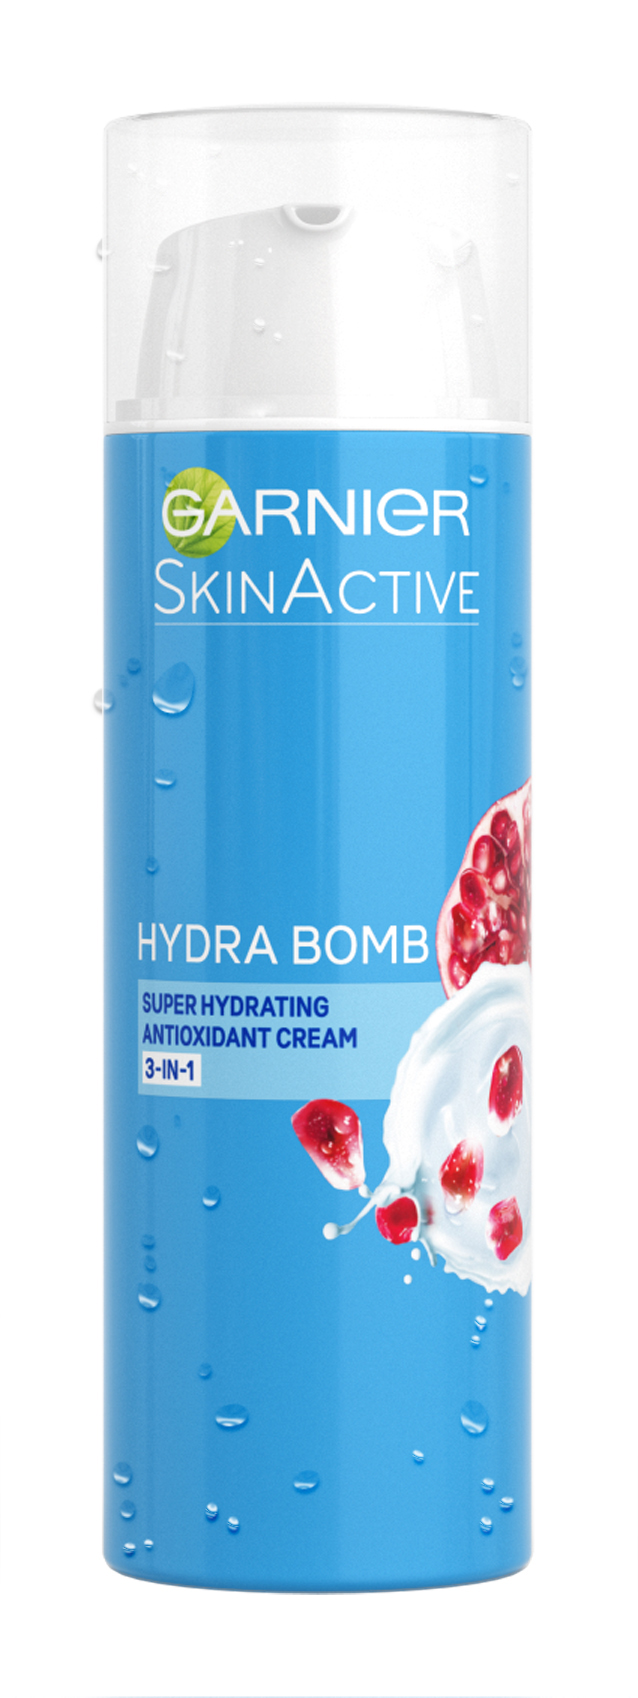 GARNIER
SKINACTIVE
HYDRA BOMB
SUPER HYDRATING
ANTIOXIDANT CREAM
3-IN-1